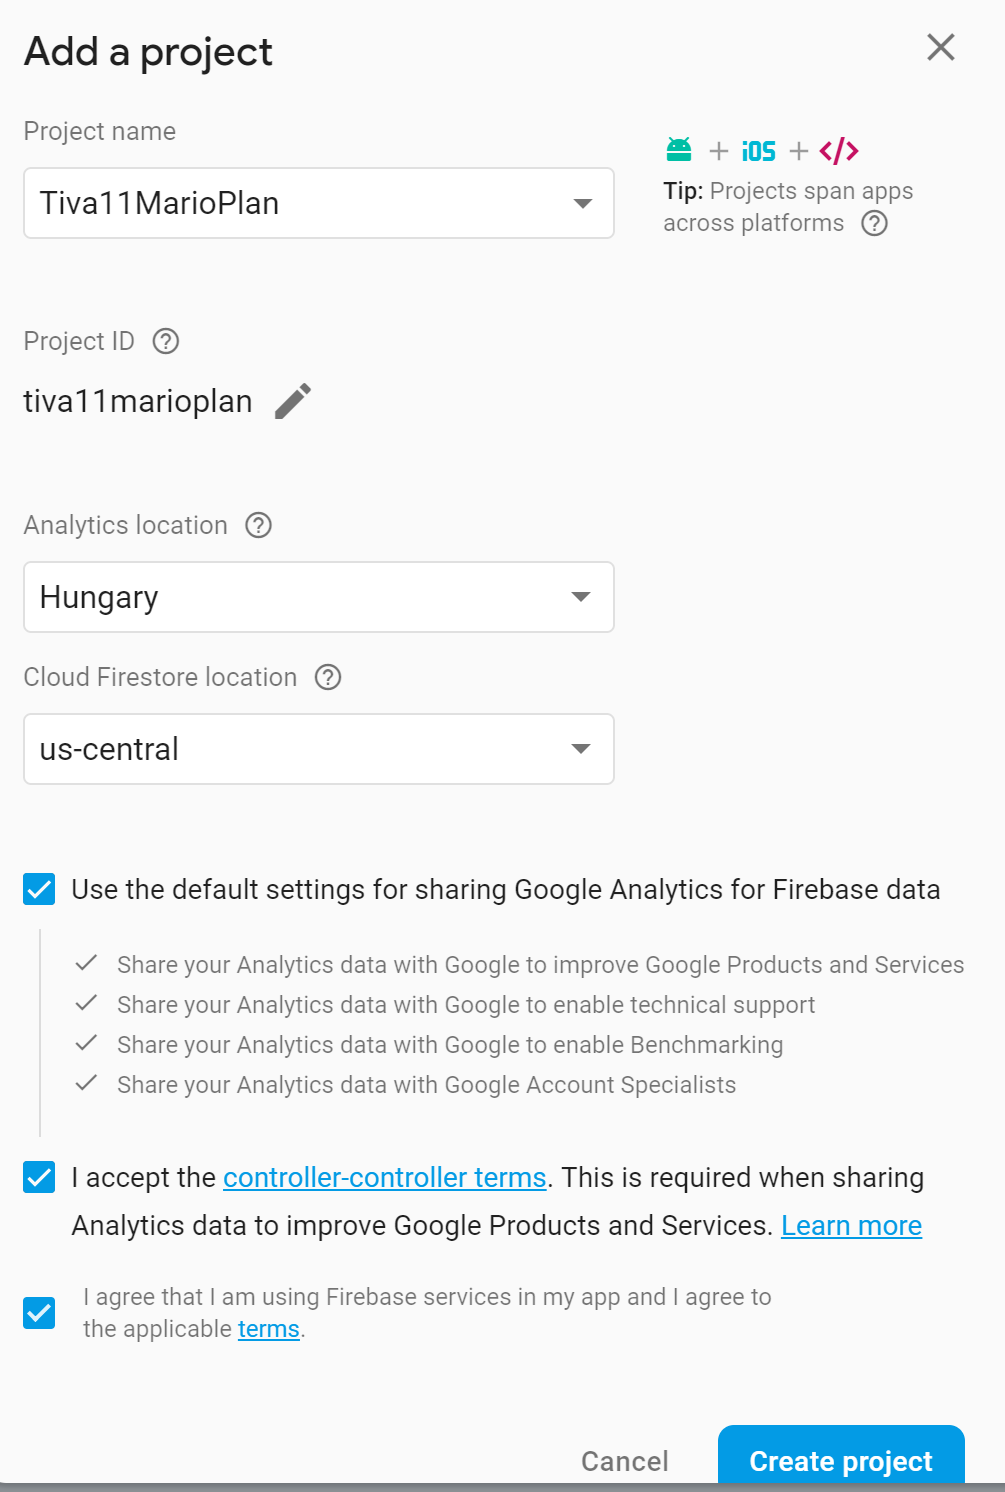 Add a project
Project name
Tiva11MarioPlan
+ iOS + </>
Tip: Projects span apps
across platforms
Project ID
tiva11marioplan
Analytics location
Hungary
Cloud Firestore location
us-central
Use the default settings for sharing Google Analytics for Firebase data
Share your Analytics data with Google to improve Google Products and Services
Share your Analytics data with Google to enable technical support
Share your Analytics data with Google to enable Benchmarking
Share your Analytics data with Google Account Specialists
I accept the controller-controller terms. This is required when sharing
Analytics data to improve Google Products and Services. Learn more
I agree that I am using Firebase services in my app and I agree to
the applicable terms.
Cancel
Create project